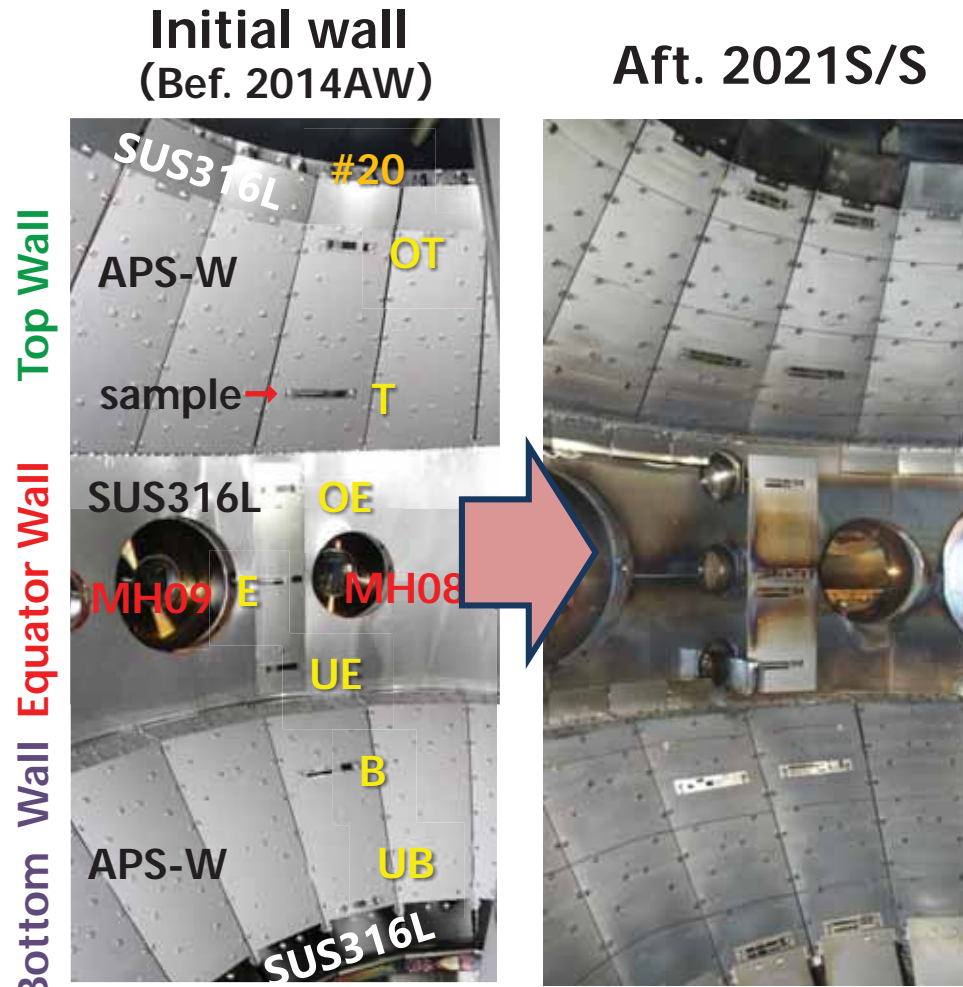 Initial wall
(Bef. 2014AW)
Aft. 2021S/S
Top Wall
SUS316L
#20
OT
APS-W
sample
T
Equator Wall
SUS316L
OE
MH09
E
MH08
UE
Bottom Wall
B
APS-W
UB
SUS316L